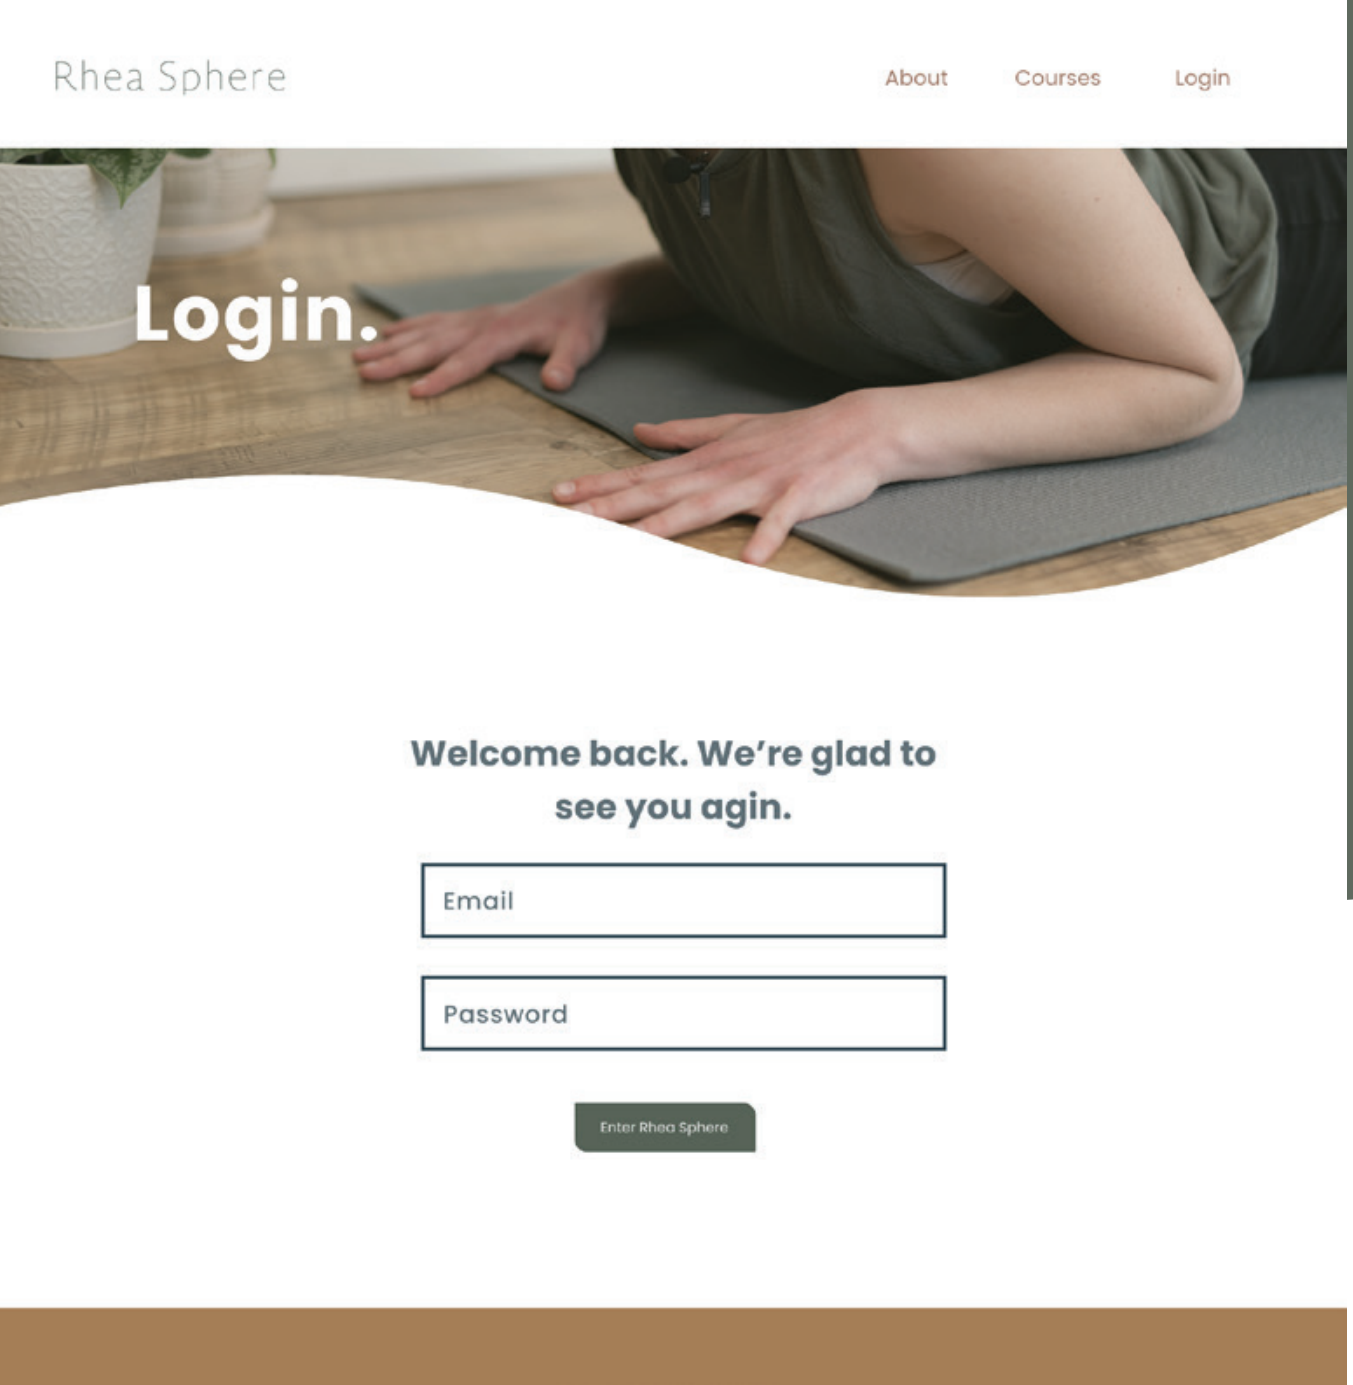 Rhea Sphere
About Courses Login
Login.
Welcome back. We’re glad to
see you agin.
Email
Password
Enter Rhea Sphere